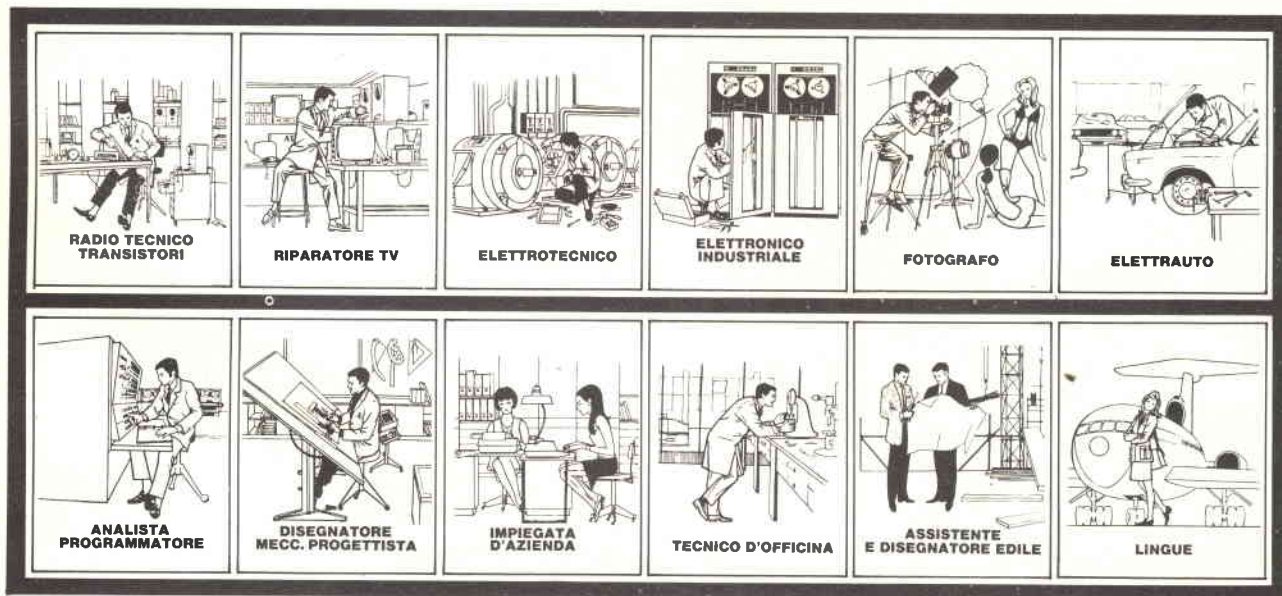 RADIO TECNICO
TRANSISTORI
RIPARATORE TV
ELETTROTECNICO
ELETTRONICO
INDUSTRIALE
FOTOGRAFO
ELETTRAUTO
ANALISTA
PROGRAMMATORE
DISEGNATORE
MECC. PROGETTISTA
IMPIEGATA
D'AZIENDA
TECNICO D'OFFICINA
ASSISTENTE
E DISEGNATORE EDILE
LINGUE